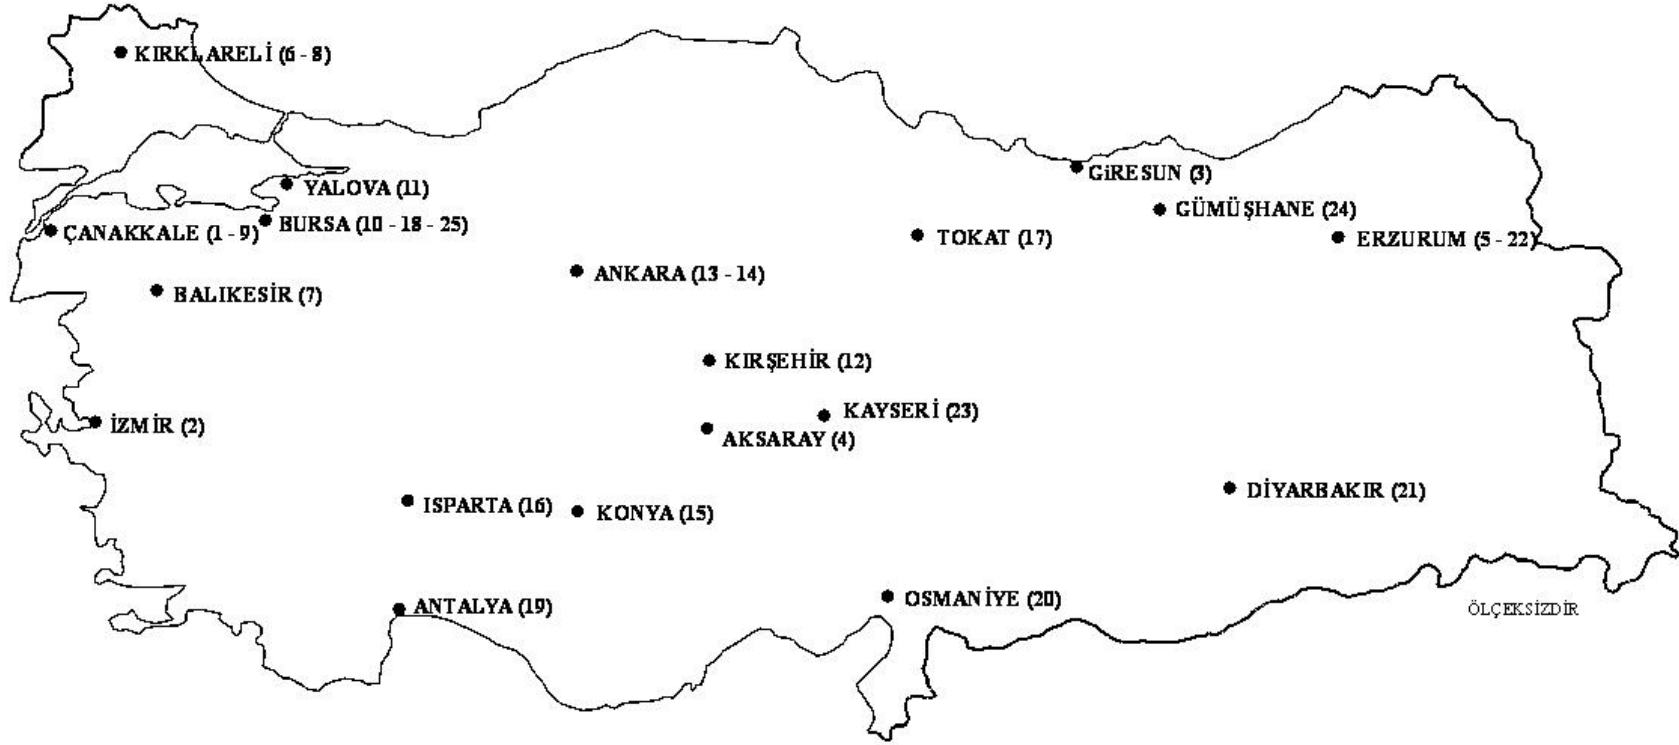 KIRKLARELİ (6 - 8)
GiRESUN (3)
YALOVA (11)
GÜMÜŞHANE (24)
BURSA (10 - 18 - 25)
ÇANAKKALE (1 - 9)
TOKAT (17)
ERZURUM (5 - 22)
ANKARA (13 - 14)
BALIKESİR (7)
KIRŞEHİR (12)
KAYSERİ (23)
İZMİR (2)
AKSARAY (4)
DİYARBAKIR (21)
ISPARTA (16)
KONYA (15)
OSMANİYE (20)
ANTALYA (19)
ÖLÇEKSİZDİR